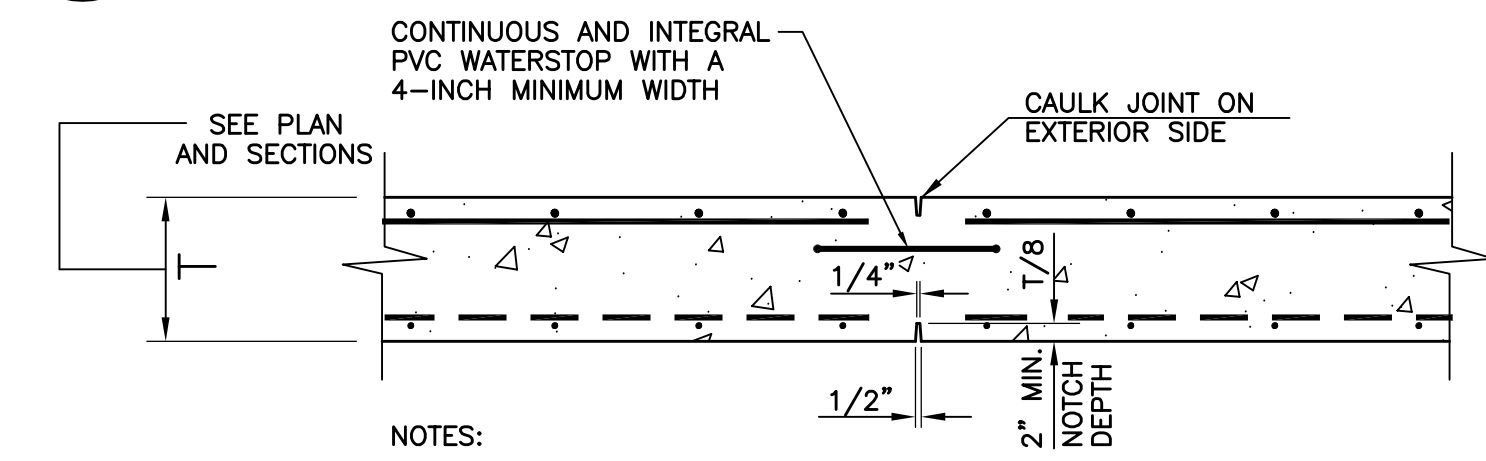 CONTINUOUS AND INTEGRAL
PVC WATERSTOP WITH A
4-INCH MINIMUM WIDTH
CAULK JOINT ON
EXTERIOR SIDE
SEE PLAN
AND SECTIONS
T
1/4"
T/8
1/2"
2" MIN.
NOTCH
DEPTH
NOTES: